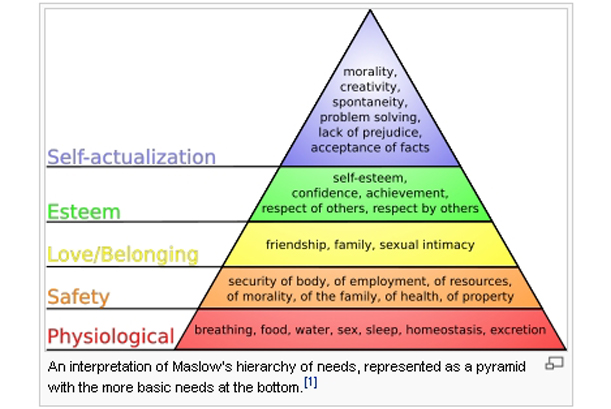 morality,
creativity,
spontaneity,
problem solving,
lack of prejudice,
acceptance of facts
Self-actualization
self-esteem,
confidence, achievement,
respect of others, respect by others
Esteem
friendship, family, sexual intimacy
Love/Belonging
security of body, of employment, of resources,
of morality, of the family, of health, of property
Safety
breathing, food, water, sex, sleep, homeostasis, excretion
Physiological
An interpretation of Maslow's hierarchy of needs, represented as a pyramid
with the more basic needs at the bottom.[1]